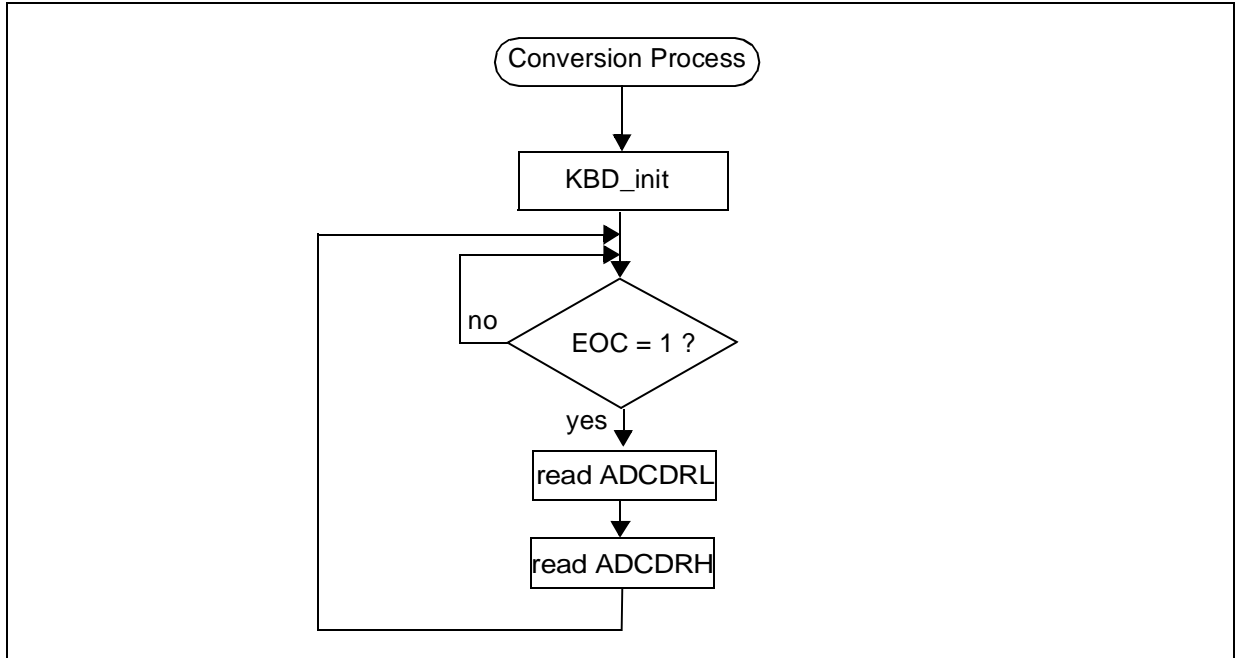 Conversion Process
KBD_init
no
EOC = 1 ?
yes
read ADCDRL
read ADCDRH